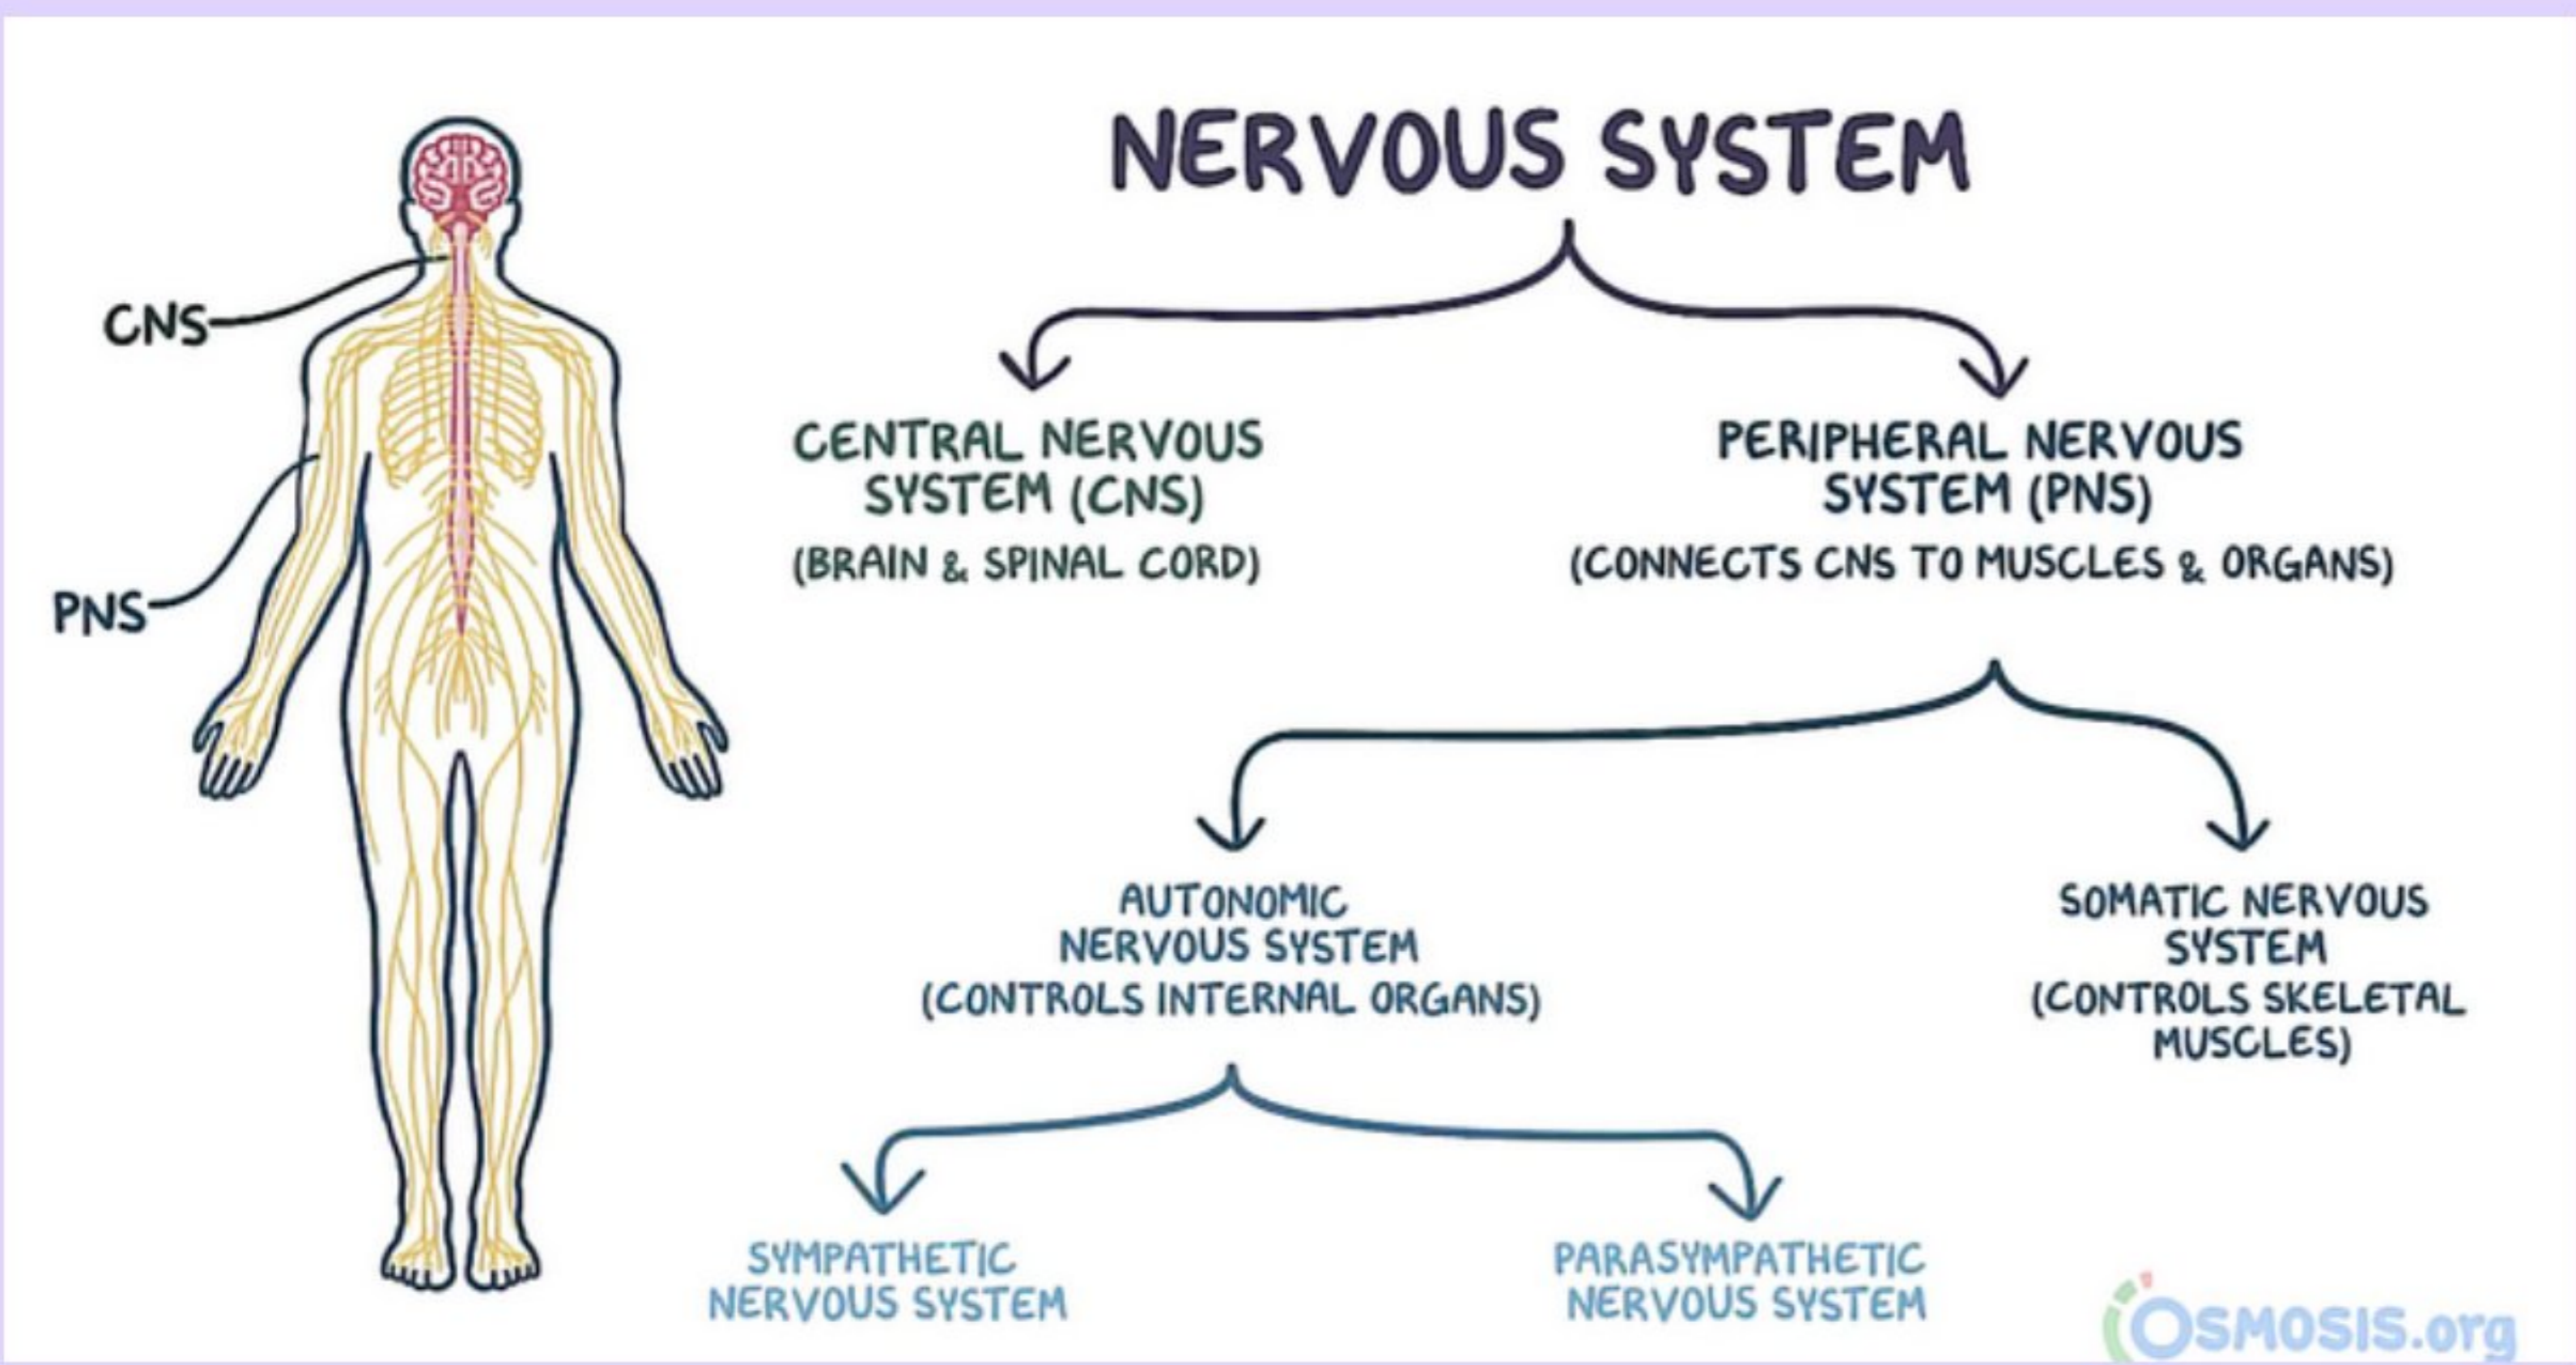 NERVOUS SYSTEM
CNS
PNS
CENTRAL NERVOUS
SYSTEM (CNS)
(BRAIN & SPINAL CORD)
PERIPHERAL NERVOUS
SYSTEM (PNS)
(CONNECTS CNS TO MUSCLES & ORGANS)
AUTONOMIC
NERVOUS SYSTEM
(CONTROLS INTERNAL ORGANS)
SOMATIC NERVOUS
SYSTEM
(CONTROLS SKELETAL
MUSCLES)
SYMPATHETIC
NERVOUS SYSTEM
PARASYMPATHETIC
NERVOUS SYSTEM
OSMOSIS.org